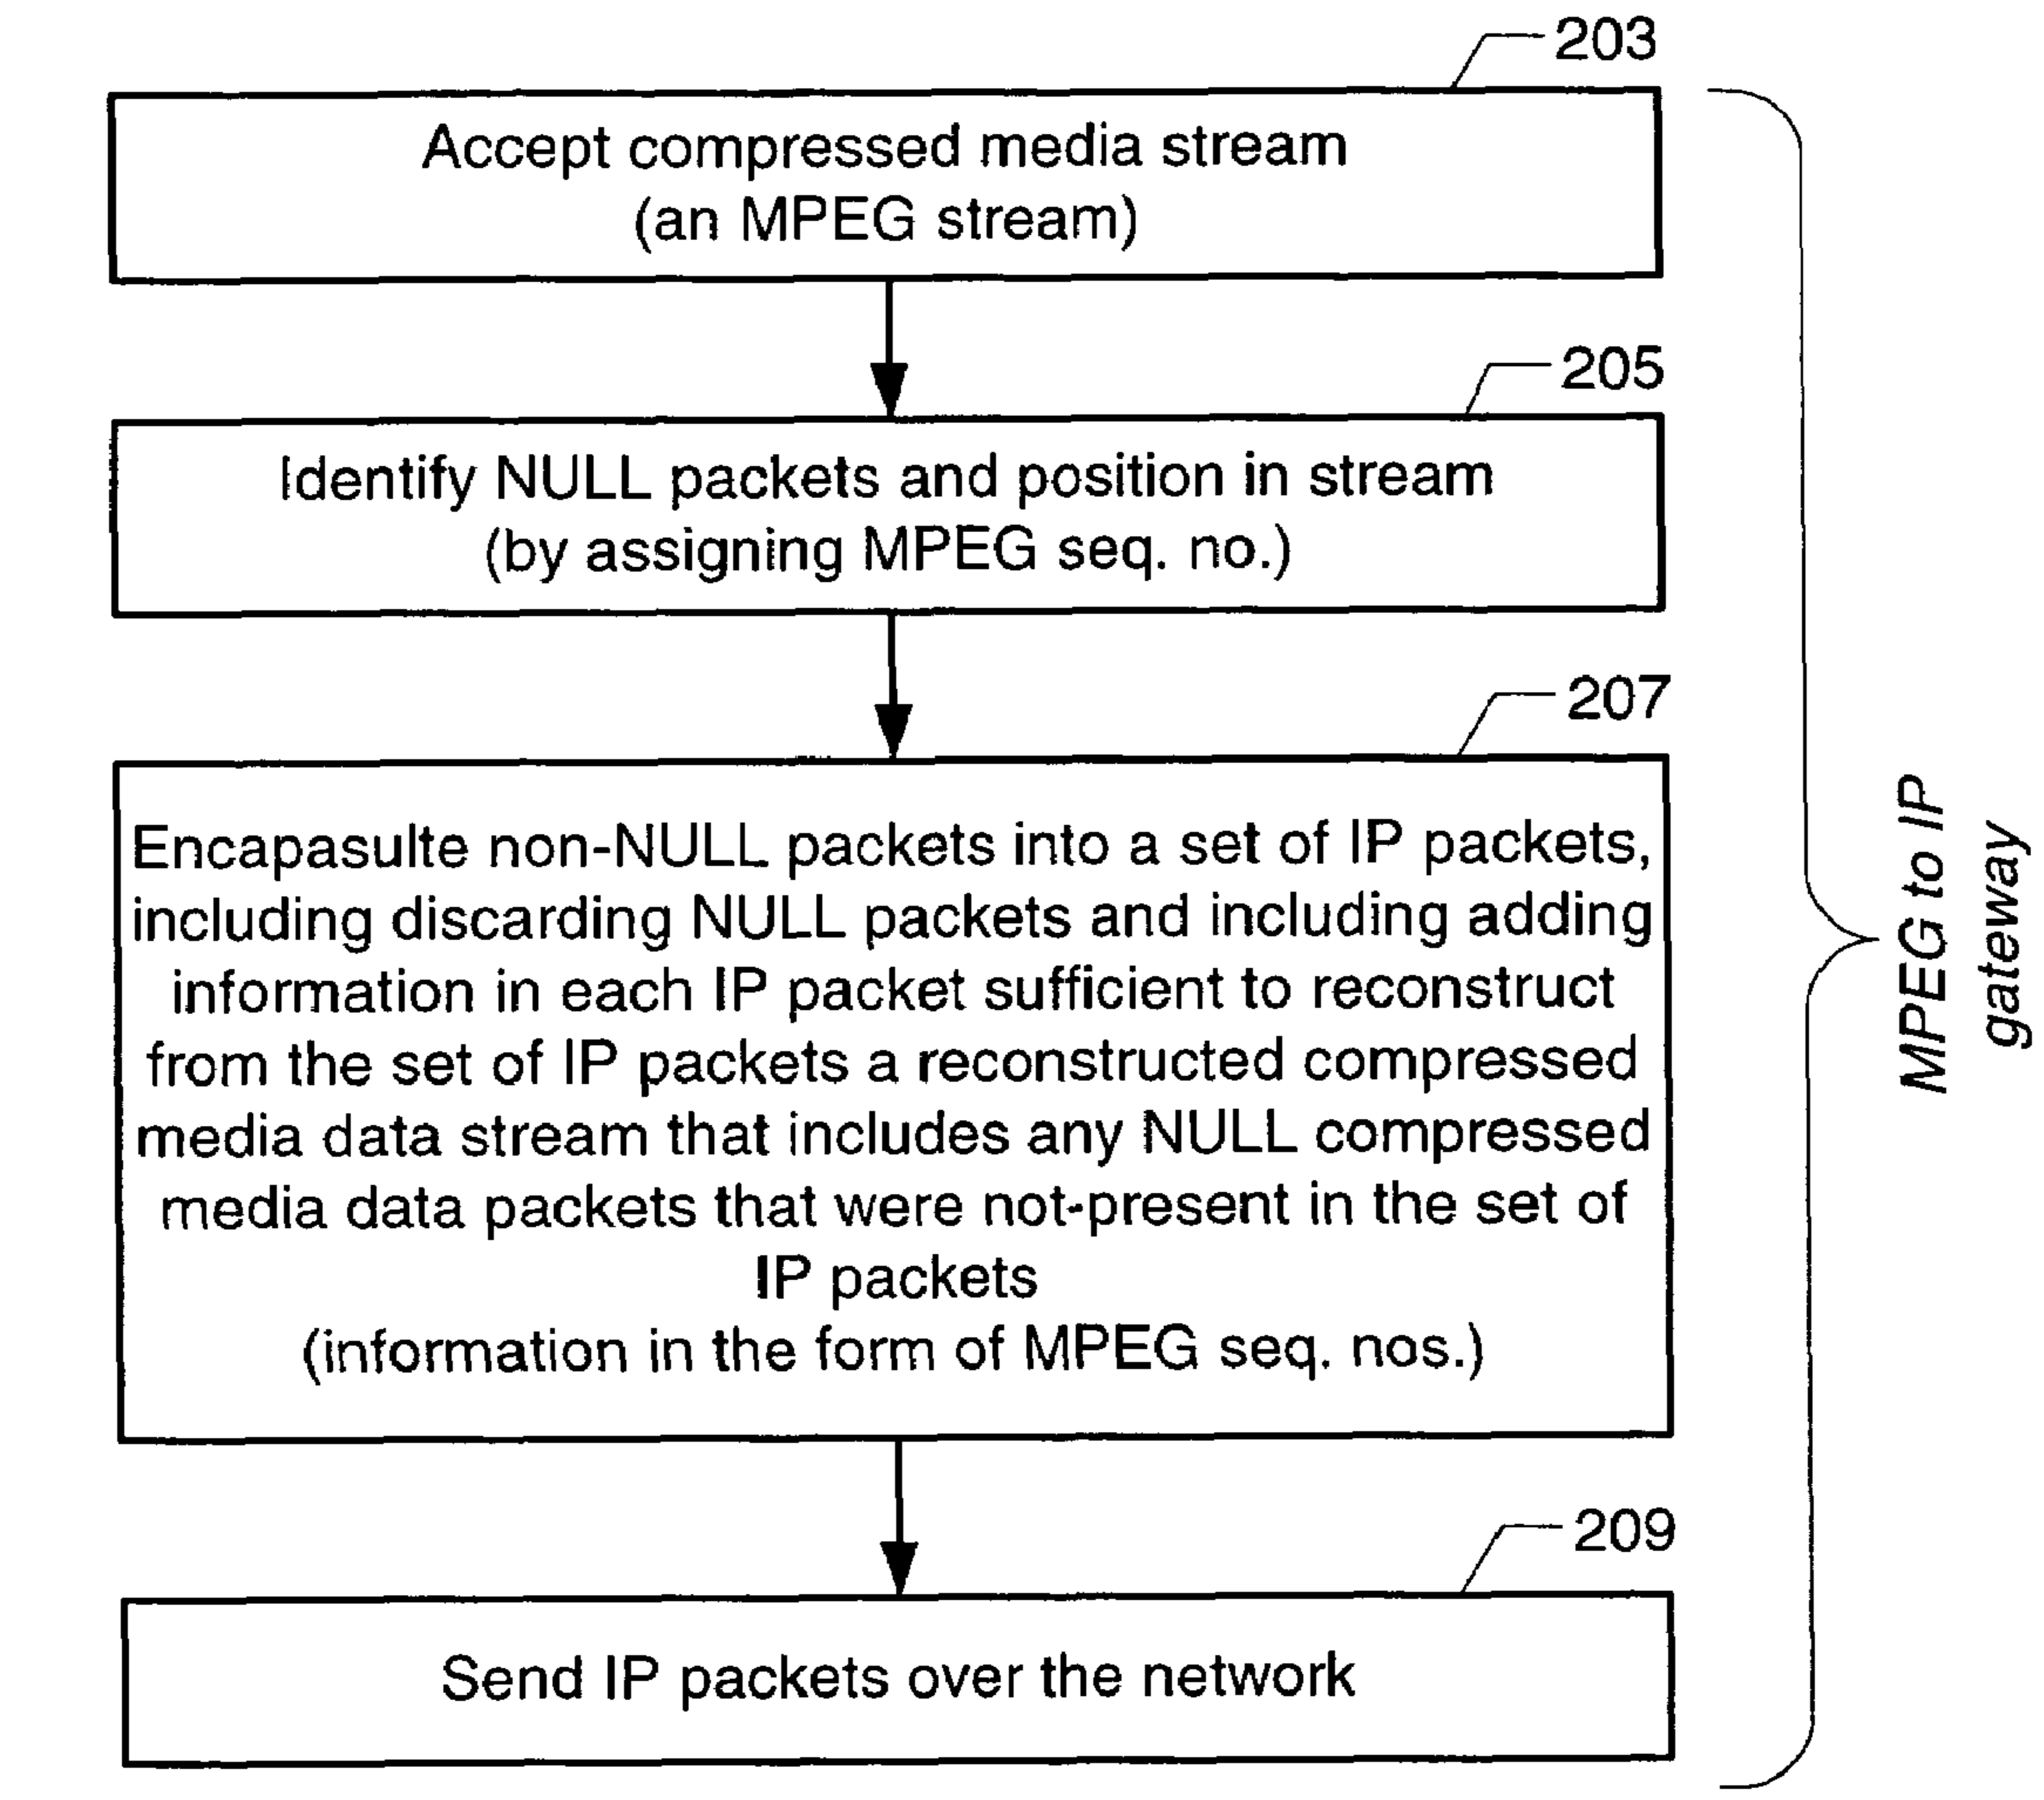 203
Accept compressed media stream
(an MPEG stream)
205
Identify NULL packets and position in stream
(by assigning MPEG seq. no.)
207
Encapasulte non-NULL packets into a set of IP packets,
including discarding NULL packets and including adding
information in each IP packet sufficient to reconstruct
from the set of IP packets a reconstructed compressed
media data stream that includes any NULL compressed
media data packets that were not-present in the set of
IP packets
(information in the form of MPEG seq. nos.)
209
Send IP packets over the network
MPEG to IP
gateway